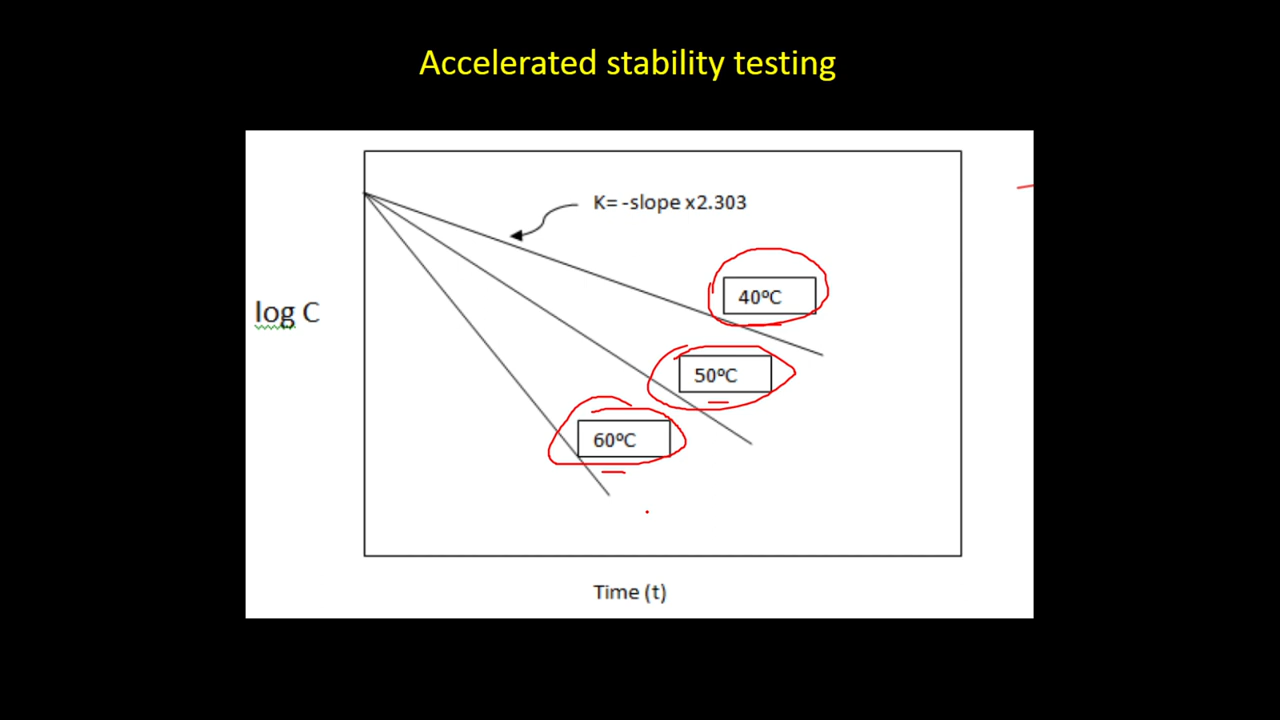 Accelerated stability testing
K= -slope x2.303
40ºC
log C
50ºC
60ºC
Time (t)